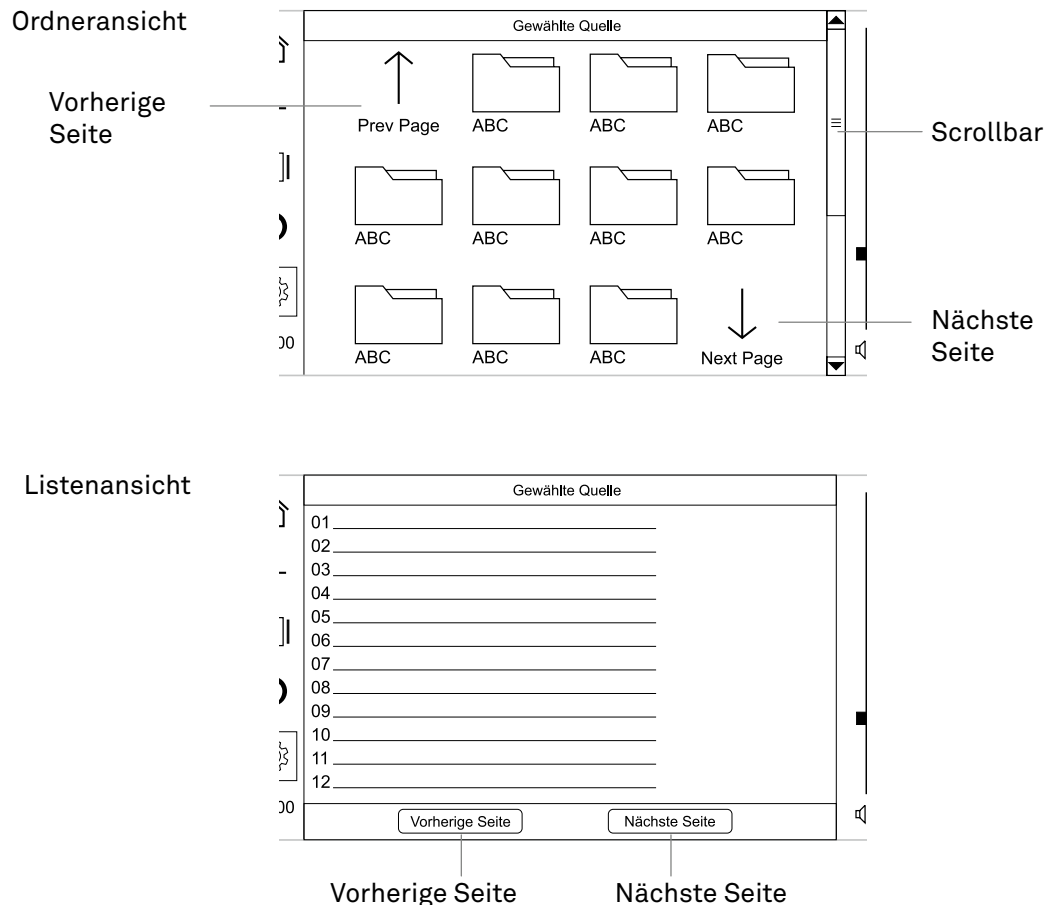 Ordneransicht
Gewählte Quelle
Vorherige
Seite
Prev Page
ABC
ABC
ABC
Scrollbar
ABC
ABC
ABC
ABC
Nächste
Seite
00
ABC
ABC
ABC
Next Page
Listenansicht
Gewählte Quelle
01
02
03
04
05
06
07
08
09
10
11
12
00
Vorherige Seite
Nächste Seite
Vorherige Seite
Nächste Seite